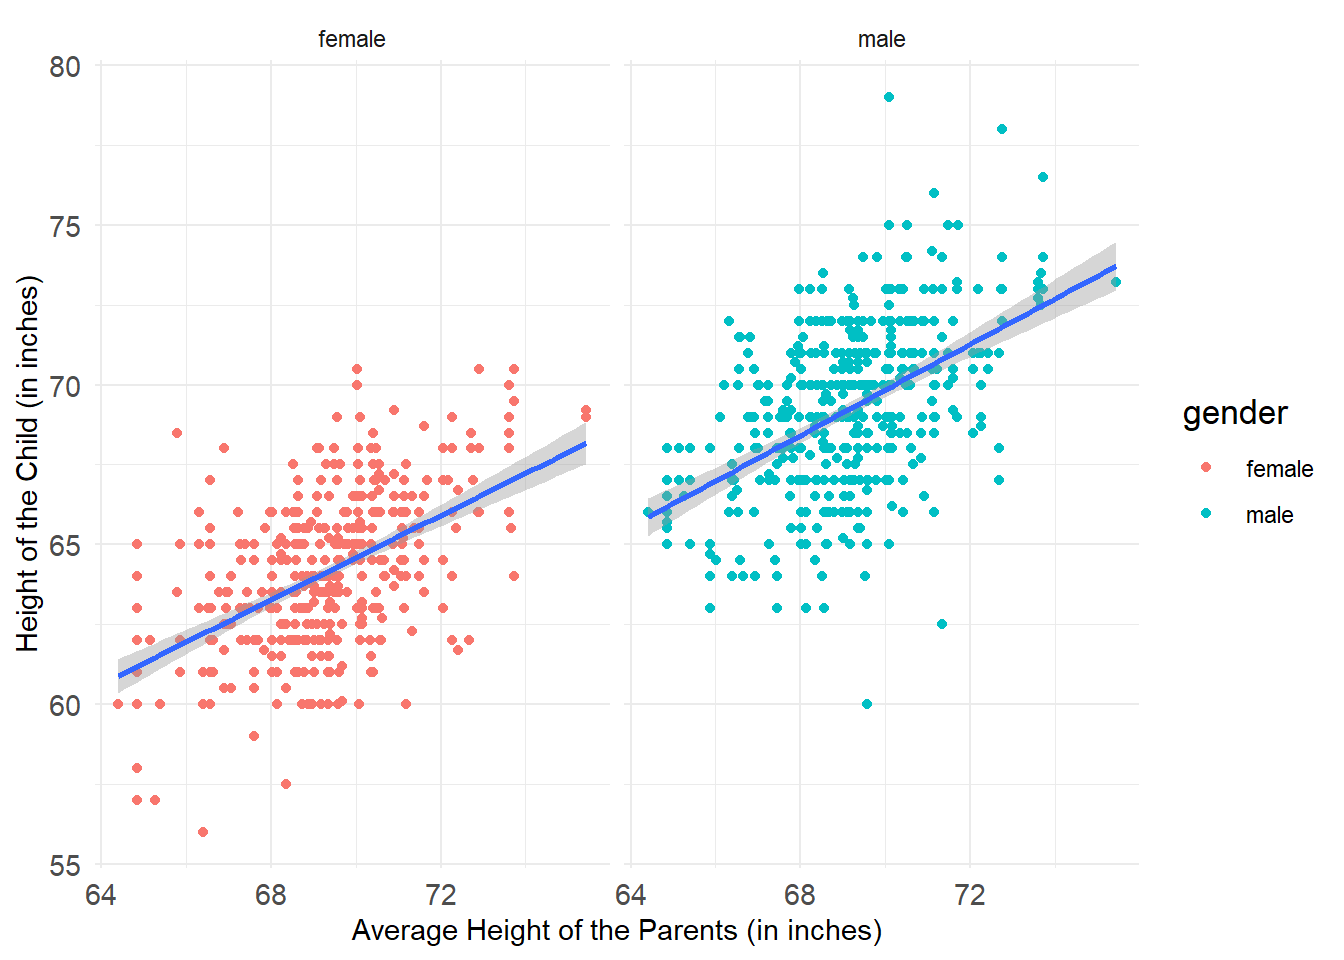 female
male
80
75
70
65
60
55
64
68
72
64
68
72
Average Height of the Parents (in inches)
Height of the Child (in inches)
gender
female
male